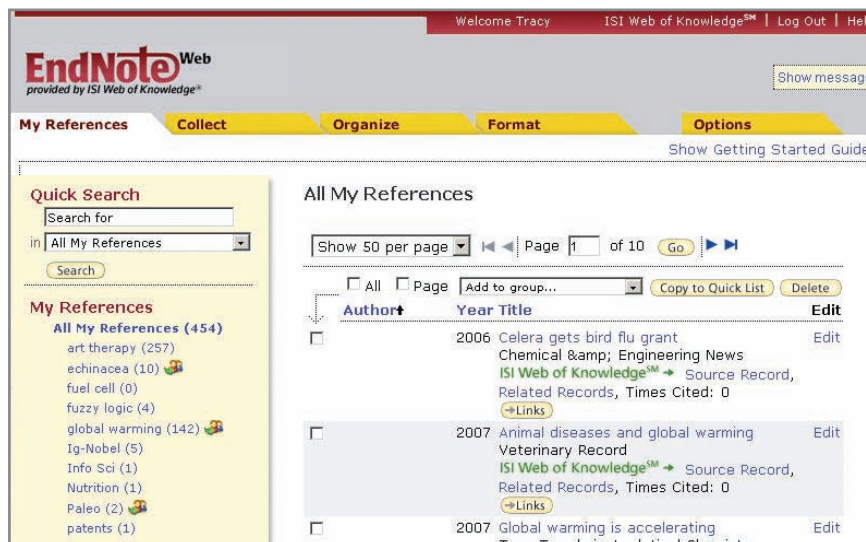 Welcome Tracy ISI Web of Knowledge℠ | Log Out | Hel
EndNote Web
provided by ISI Web of Knowledge®
Show messag
My References Collect Organize Format Options
Show Getting Started Guide
Quick Search
Search for
in All My References
Search
My References
All My References (454)
art therapy (257)
echinacea (10)
fuel cell (0)
fuzzy logic (4)
global warming (142)
Ig-Nobel (5)
Info Sci (1)
Nutrition (1)
Paleo (2)
patents (1)
All My References
Show 50 per page Page 1 of 10 Go
All Page Add to group... Copy to Quick List Delete
Author Year Title Edit
2006 Celera gets bird flu grant Edit
Chemical &amp; Engineering News
ISI Web of Knowledge℠ → Source Record,
Related Records, Times Cited: 0
→Links
2007 Animal diseases and global warming Edit
Veterinary Record
ISI Web of Knowledge℠ → Source Record,
Related Records, Times Cited: 0
→Links
2007 Global warming is accelerating Edit